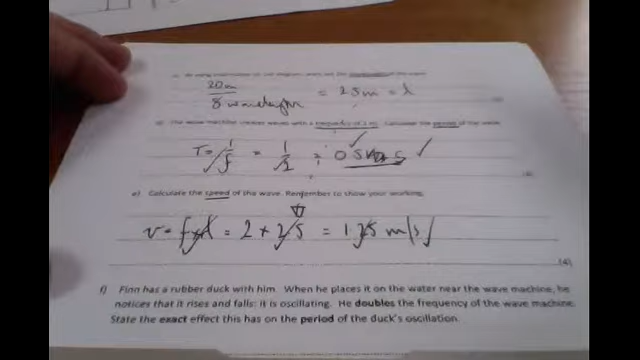 20m
8 wavelengths = 2.5m = λ
d) The wave machine creates waves with a frequency of 2 Hz. Calculate the period of the wave.
T = 1/f = 1/2 = 0.5 s ✓
e) Calculate the speed of the wave. Remember to show your working.
v = f × λ = 2 × 2.5 = m/s
(4)
f) Finn has a rubber duck with him. When he places it on the water near the wave machine, he
notices that it rises and falls: it is oscillating. He doubles the frequency of the wave machine.
State the exact effect this has on the period of the duck's oscillation.